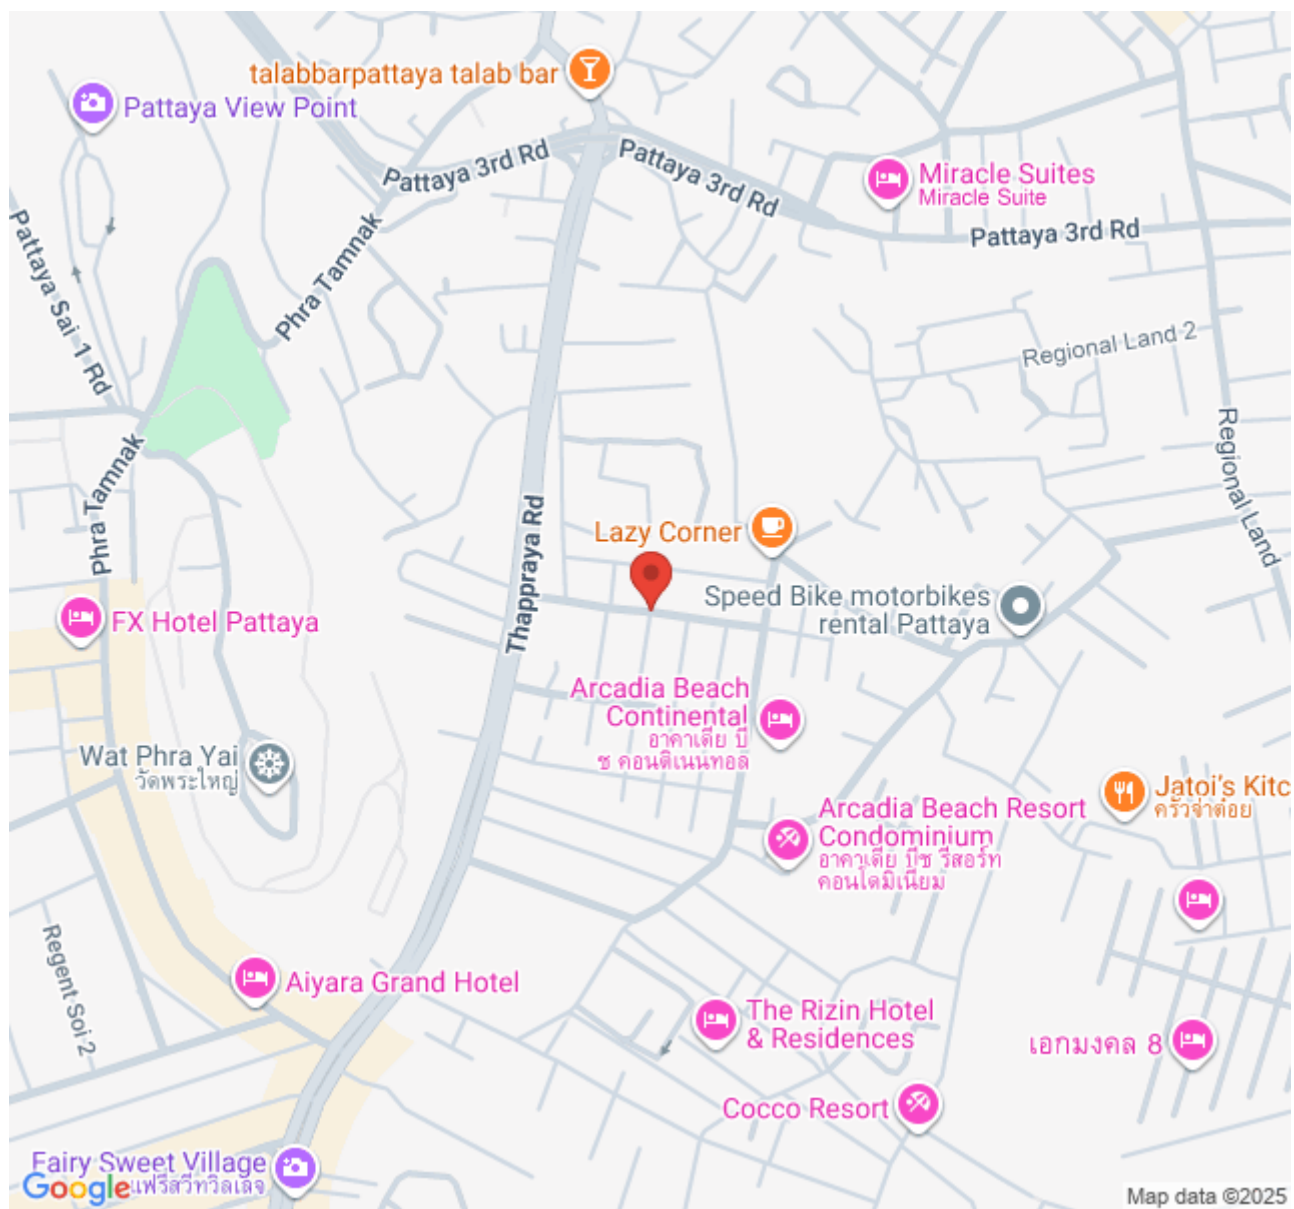 talabbarpattaya talab bar
Pattaya View Point
Pattaya 3rd Rd
Pattaya 3rd Rd
Miracle Suites
Miracle Suite
Pattaya 3rd Rd
Pattaya Sai 1 Rd
Phra Tamnak
Regional Land 2
Phra Tamnak
Regional Land
Thappraya Rd
Lazy Corner
Speed Bike motorbikes
rental Pattaya
FX Hotel Pattaya
Arcadia Beach
Continental
อาคาเดีย บี
ช คอนติเนนทอล
Wat Phra Yai
วัดพระใหญ่
Jatoi's Kitc
ครัวจ่าต๋อย
Arcadia Beach Resort
Condominium
อาคาเดีย บีช รีสอร์ท
คอนโดมิเนียม
Regent Soi 2
Aiyara Grand Hotel
The Rizin Hotel
& Residences
เอกมงคล 8
Cocco Resort
Fairy Sweet Village
แฟรี่สวีทวิลเลจ
Google
Map data ©2025